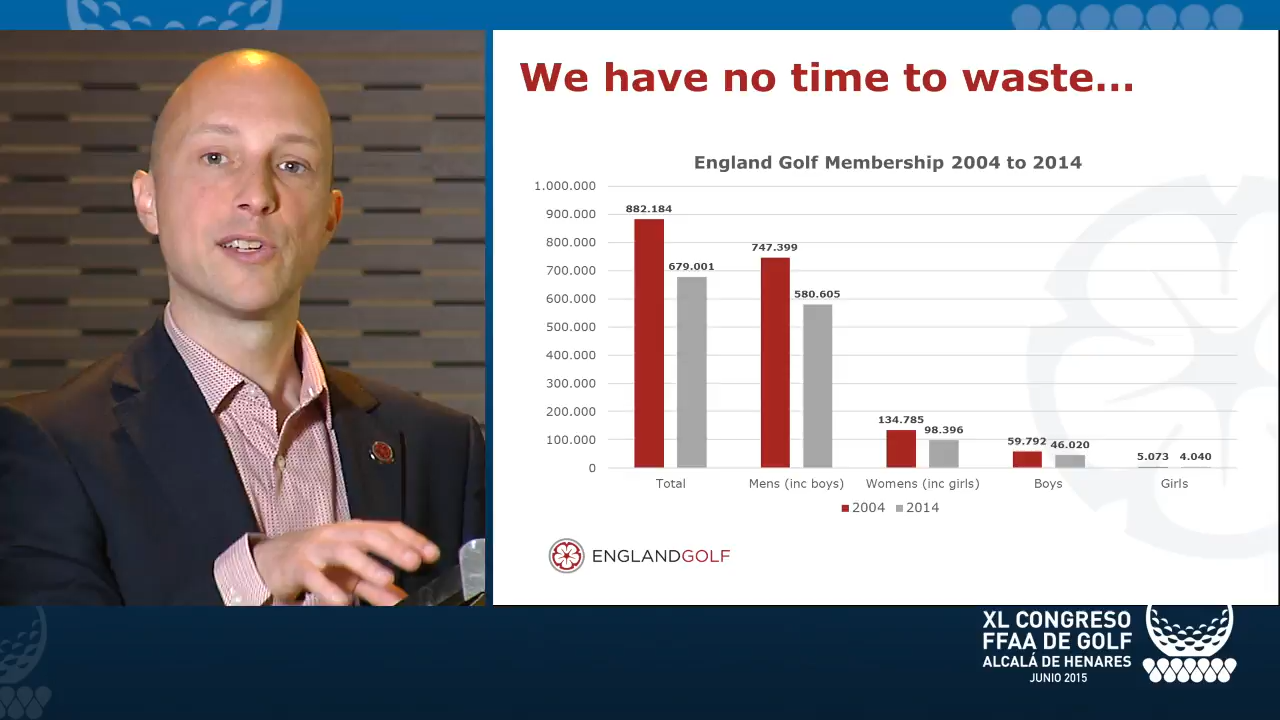 We have no time to waste...
England Golf Membership 2004 to 2014
1.000.000
900.000
800.000
700.000
600.000
500.000
400.000
300.000
200.000
100.000
0
882.184
679.001
747.399
580.605
134.785
98.396
59.792
46.020
5.073
4.040
Total
Mens (inc boys)
Womens (inc girls)
Boys
Girls
2004
2014
ENGLANDGOLF
XL CONGRESO
FFAA DE GOLF
ALCALÁ DE HENARES
JUNIO 2015